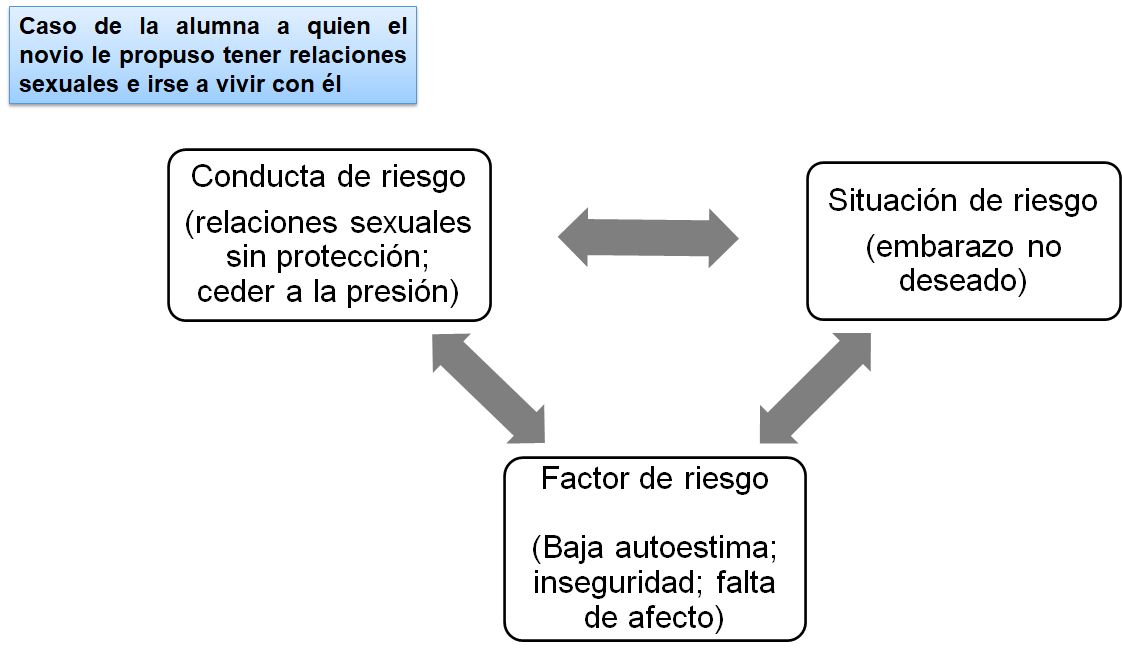 Caso de la alumna a quien el
novio le propuso tener relaciones
sexuales e irse a vivir con él
Conducta de riesgo
(relaciones sexuales
sin protección;
ceder a la presión)
Situación de riesgo
(embarazo no
deseado)
Factor de riesgo
(Baja autoestima;
inseguridad; falta
de afecto)